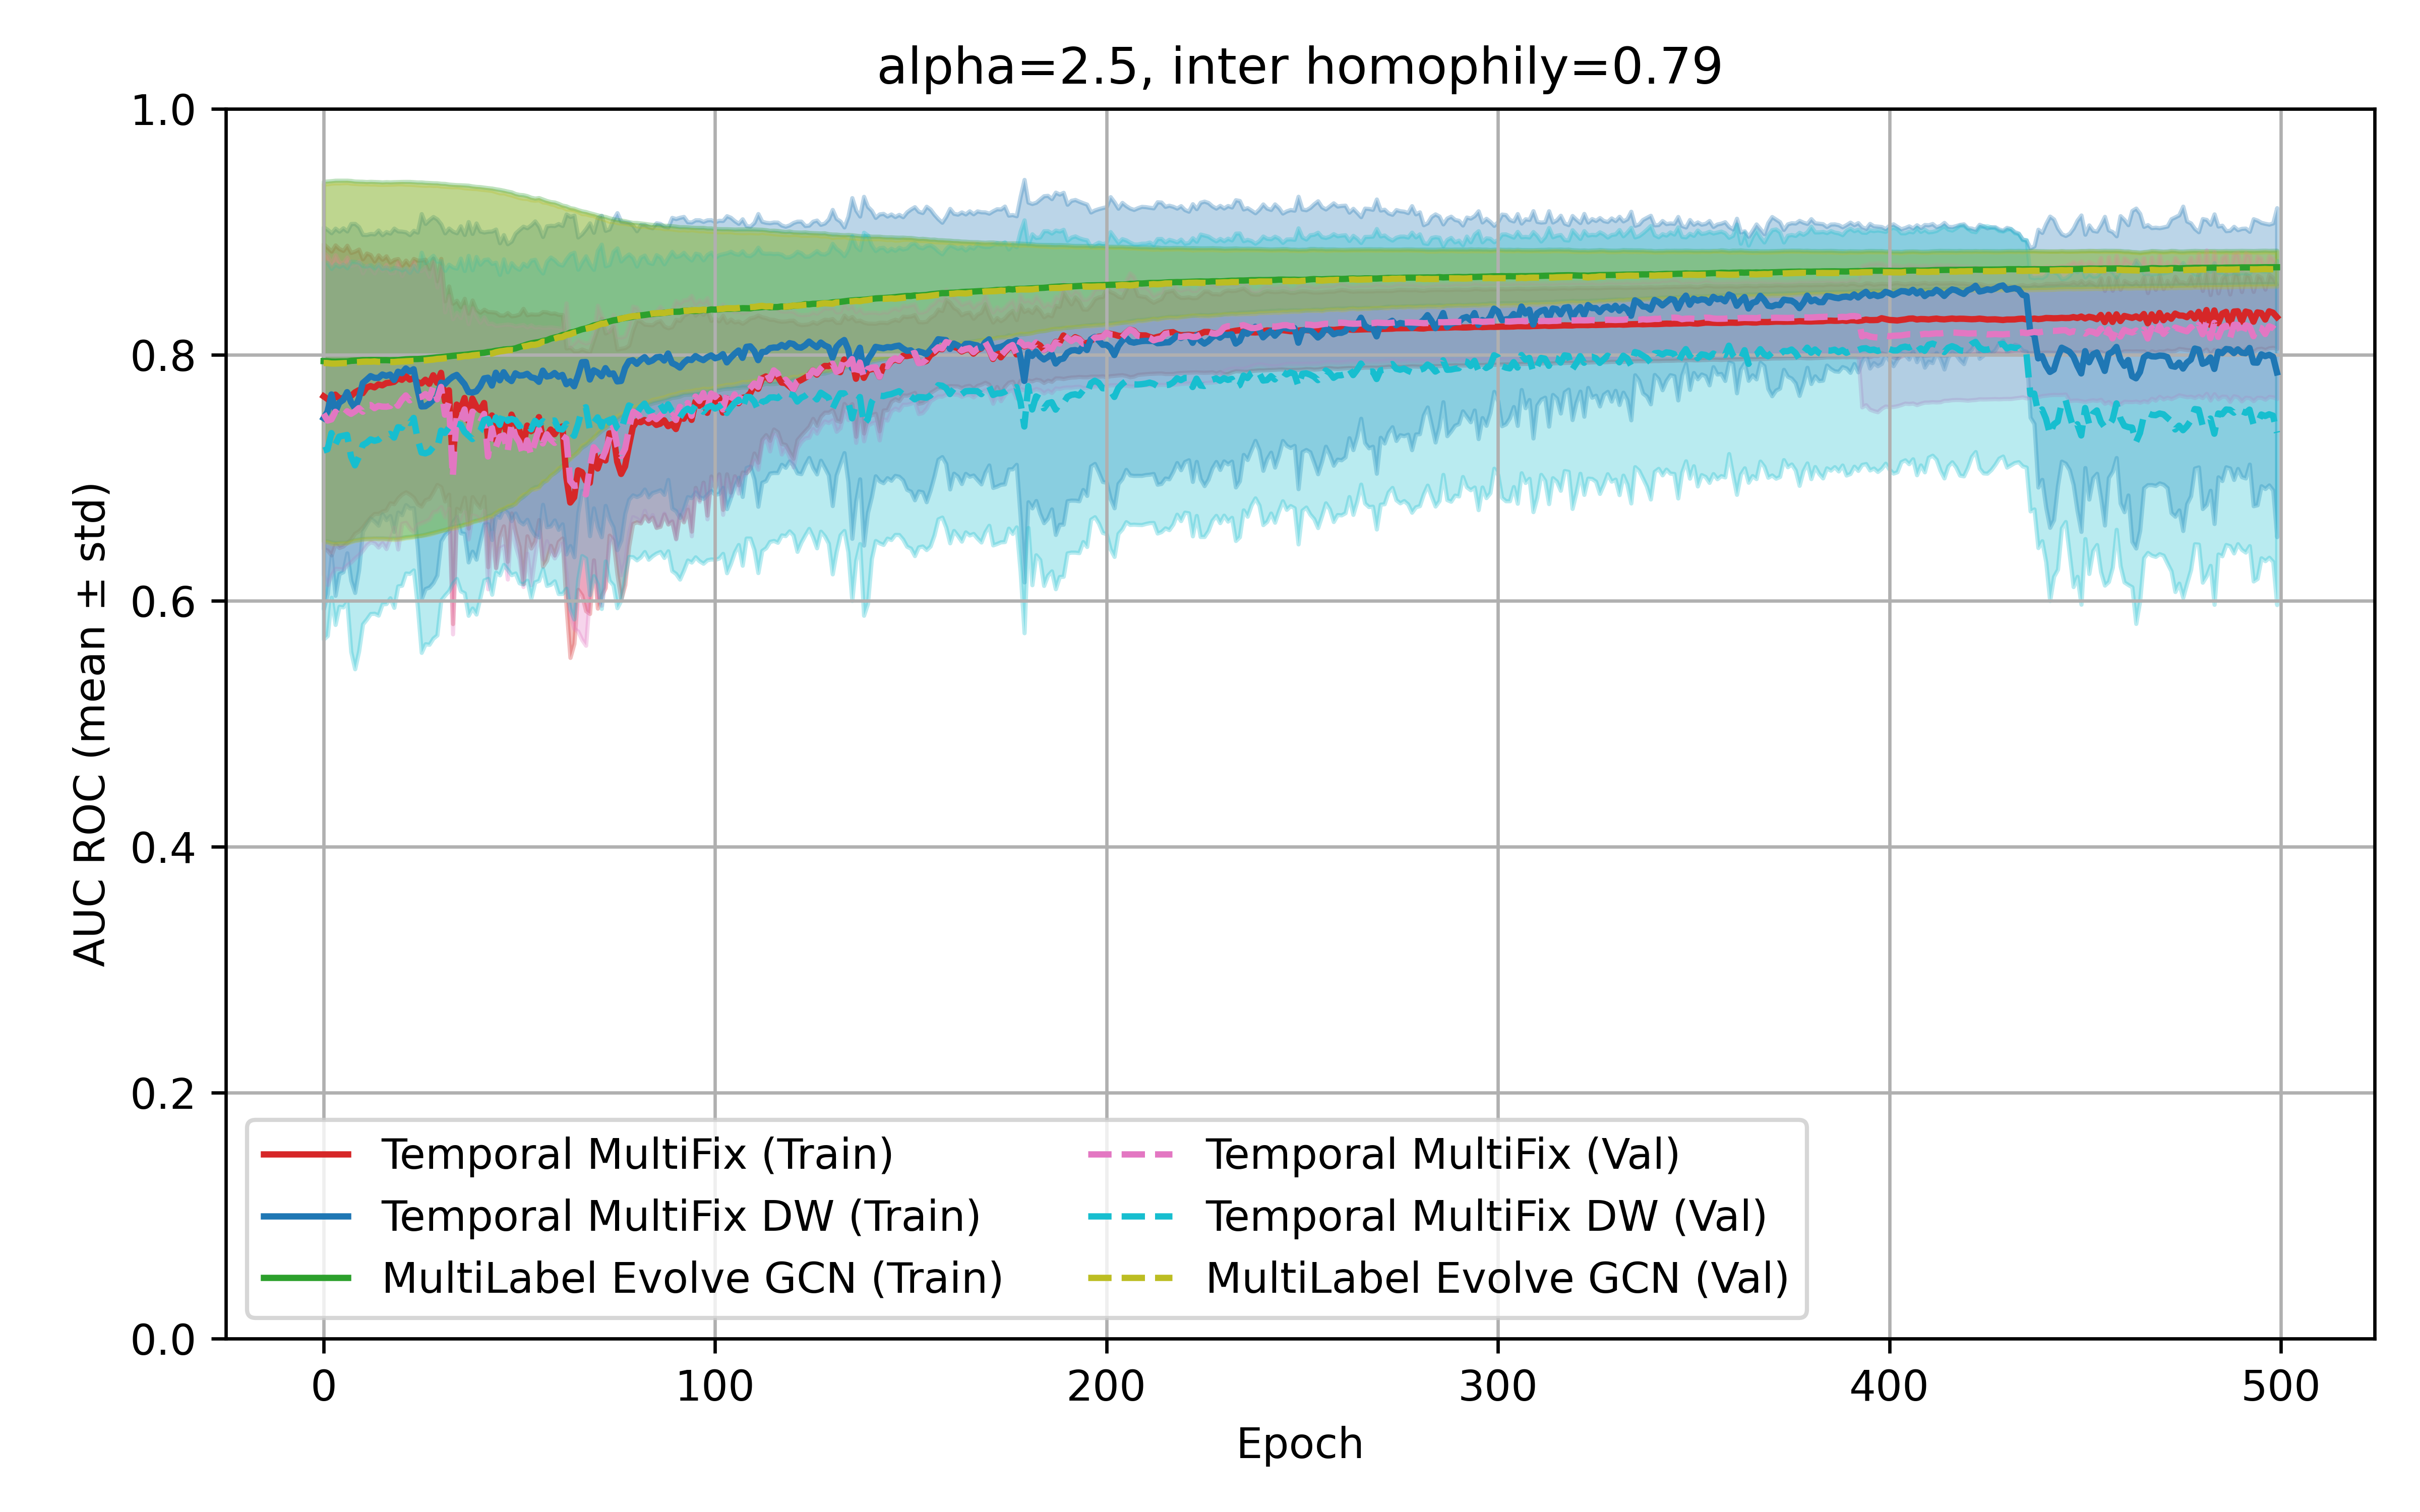 alpha=2.5, inter homophily=0.79
1.0
0.8
0.6
0.4
0.2
0.0
AUC ROC (mean ± std)
Temporal MultiFix (Train)
Temporal MultiFix DW (Train)
MultiLabel Evolve GCN (Train)
Temporal MultiFix (Val)
Temporal MultiFix DW (Val)
MultiLabel Evolve GCN (Val)
0 100 200 300 400 500
Epoch